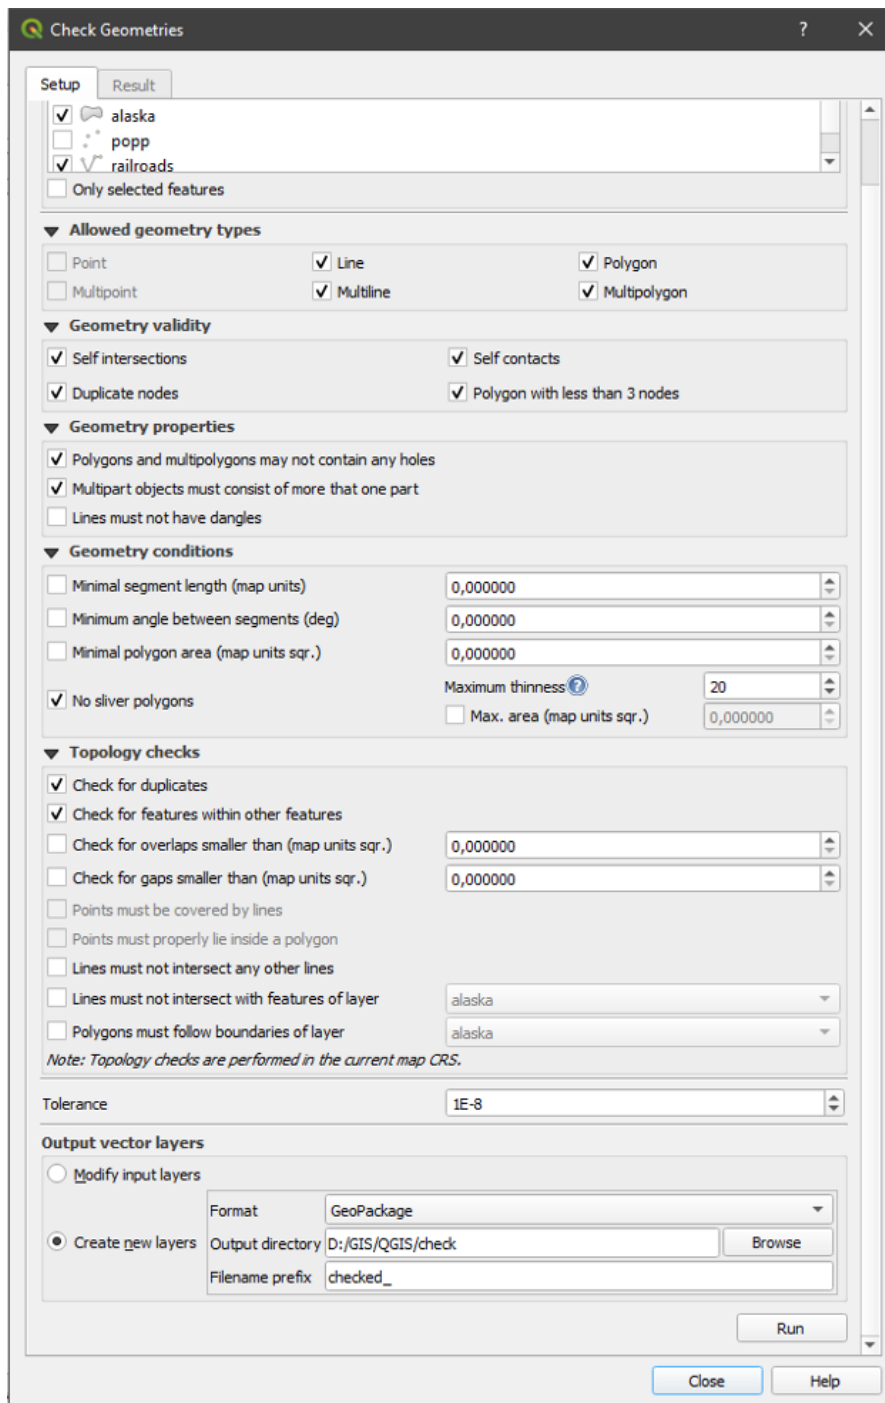 Check Geometries ?
Setup Result
alaska
popp
railroads
Only selected features
Allowed geometry types
Point Line Polygon
Multipoint Multiline Multipolygon
Geometry validity
Self intersections Self contacts
Duplicate nodes Polygon with less than 3 nodes
Geometry properties
Polygons and multipolygons may not contain any holes
Multipart objects must consist of more that one part
Lines must not have dangles
Geometry conditions
Minimal segment length (map units) 0,000000
Minimum angle between segments (deg) 0,000000
Minimal polygon area (map units sqr.) 0,000000
No sliver polygons Maximum thinness ? 20
Max. area (map units sqr.) 0,000000
Topology checks
Check for duplicates
Check for features within other features
Check for overlaps smaller than (map units sqr.) 0,000000
Check for gaps smaller than (map units sqr.) 0,000000
Points must be covered by lines
Points must properly lie inside a polygon
Lines must not intersect any other lines
Lines must not intersect with features of layer alaska
Polygons must follow boundaries of layer alaska
Note: Topology checks are performed in the current map CRS.
Tolerance 1E-8
Output vector layers
Modify input layers
Format GeoPackage
Create new layers Output directory D:/GIS/QGIS/check Browse
Filename prefix checked_
Run
Close Help